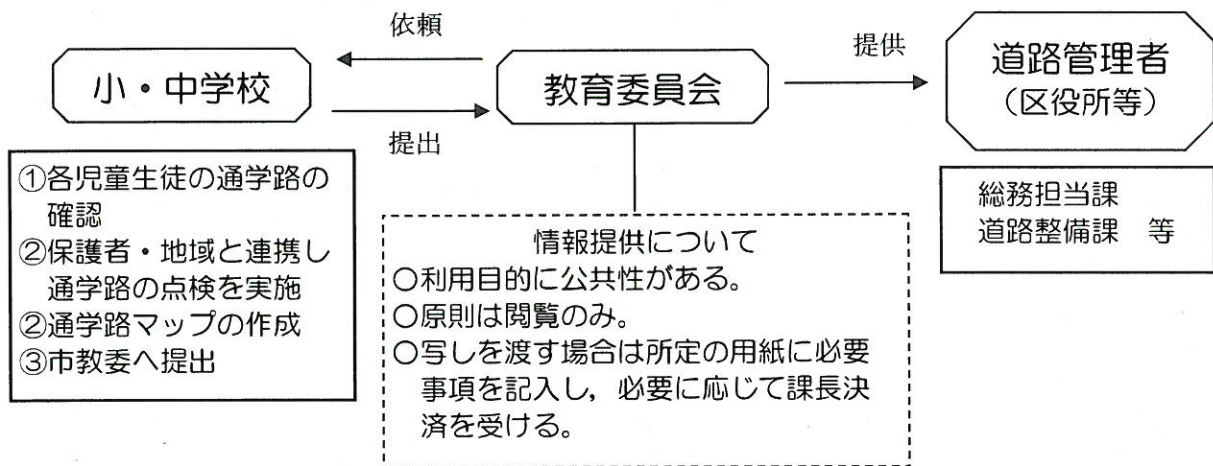 依頼
小・中学校
提出
教育委員会
提供
道路管理者
（区役所等）
①各児童生徒の通学路の
確認
②保護者・地域と連携し
通学路の点検を実施
②通学路マップの作成
③市教委へ提出
情報提供について
○利用目的に公共性がある。
○原則は閲覧のみ。
○写しを渡す場合は所定の用紙に必要
事項を記入し，必要に応じて課長決
済を受ける。
総務担当課
道路整備課　等